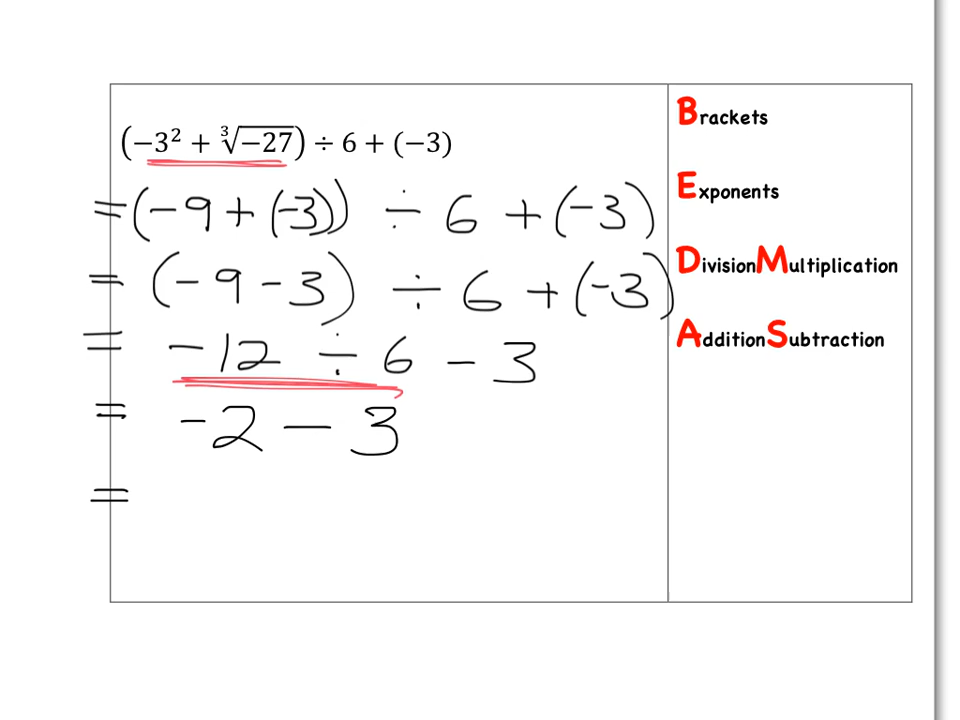 (−3² + ∛−27) ÷ 6 + (−3)
=(-9 + (-3)) ÷ 6 + (-3)
= (-9 - 3) ÷ 6 + (-3)
= -12 ÷ 6 - 3
= -2 - 3
=
Brackets
Exponents
DivisionMultiplication
AdditionSubtraction